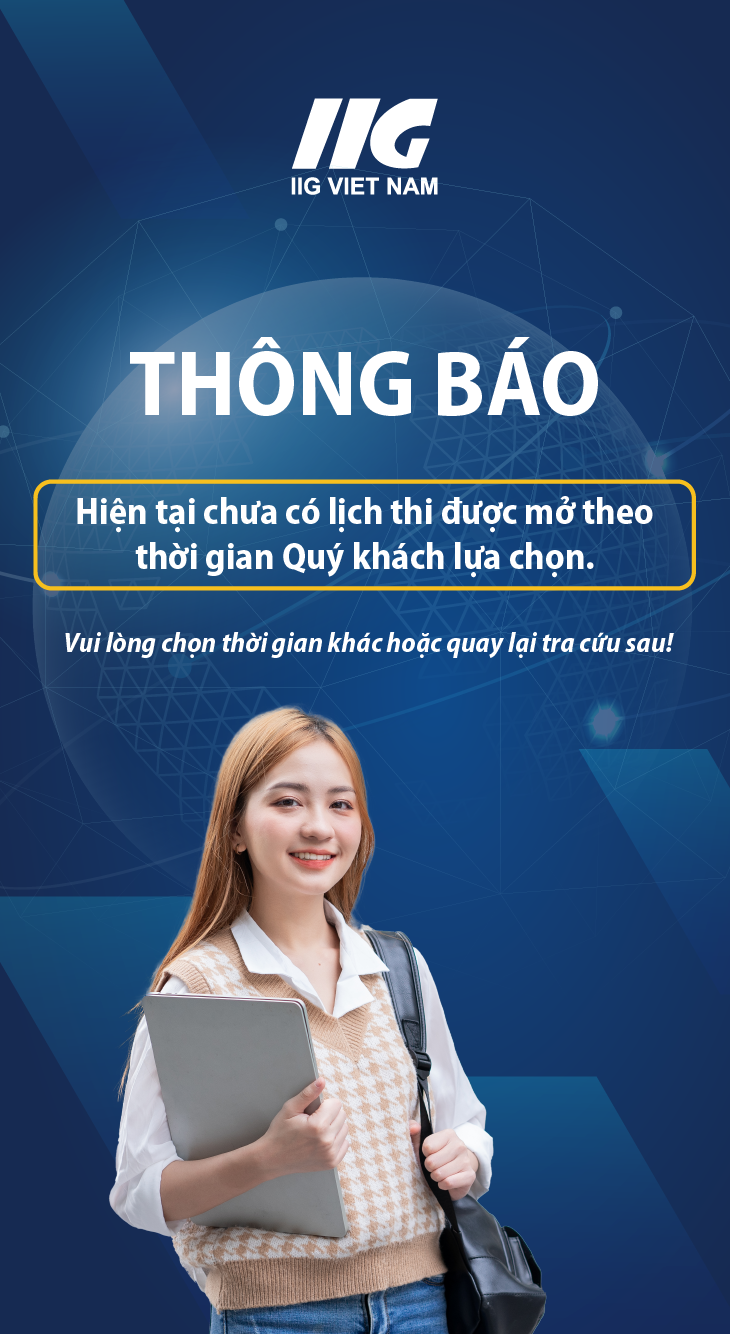 IIG
IIG VIET NAM
THÔNG BÁO
Hiện tại chưa có lịch thi được mở theo
thời gian Quý khách lựa chọn.
Vui lòng chọn thời gian khác hoặc quay lại tra cứu sau!